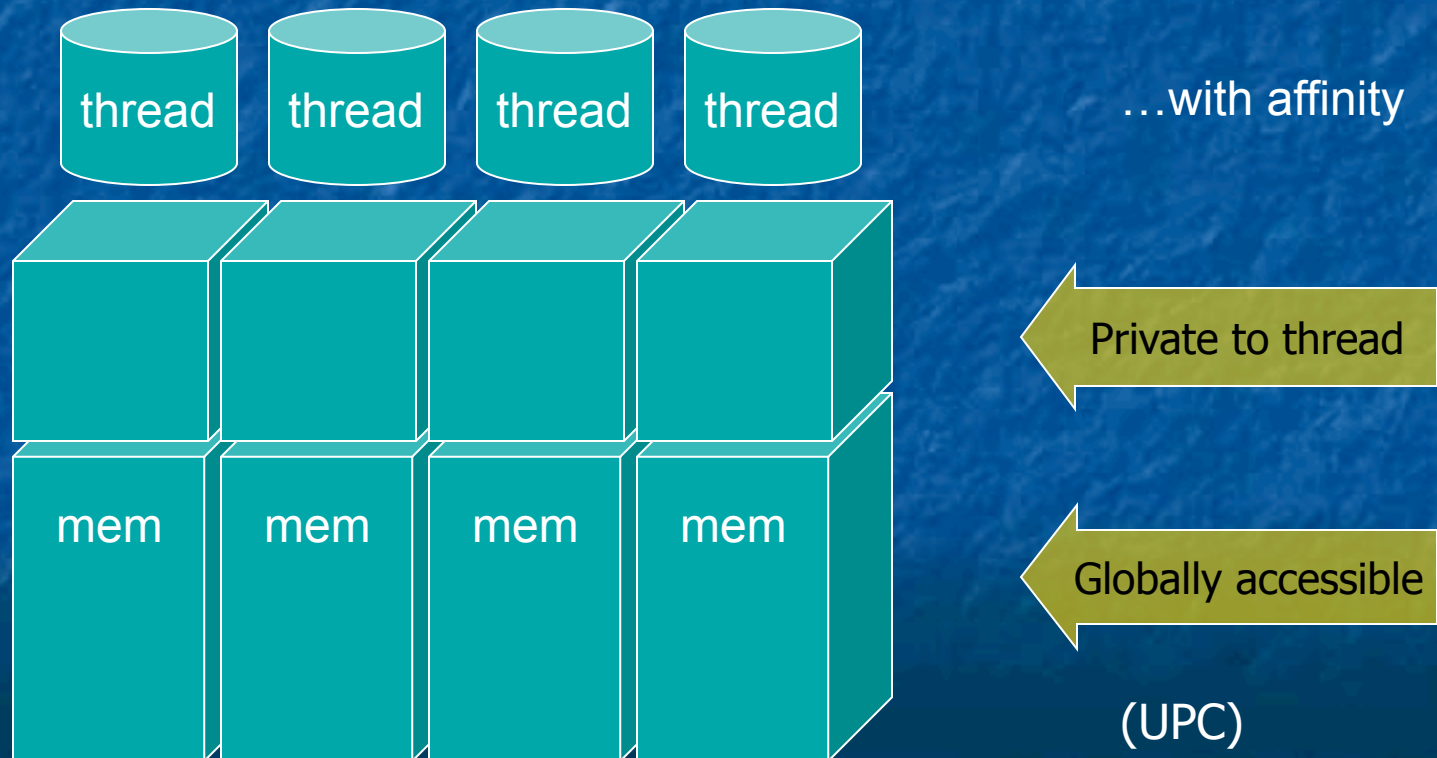 thread thread thread thread
…with affinity
Private to thread
mem mem mem mem
Globally accessible
(UPC)